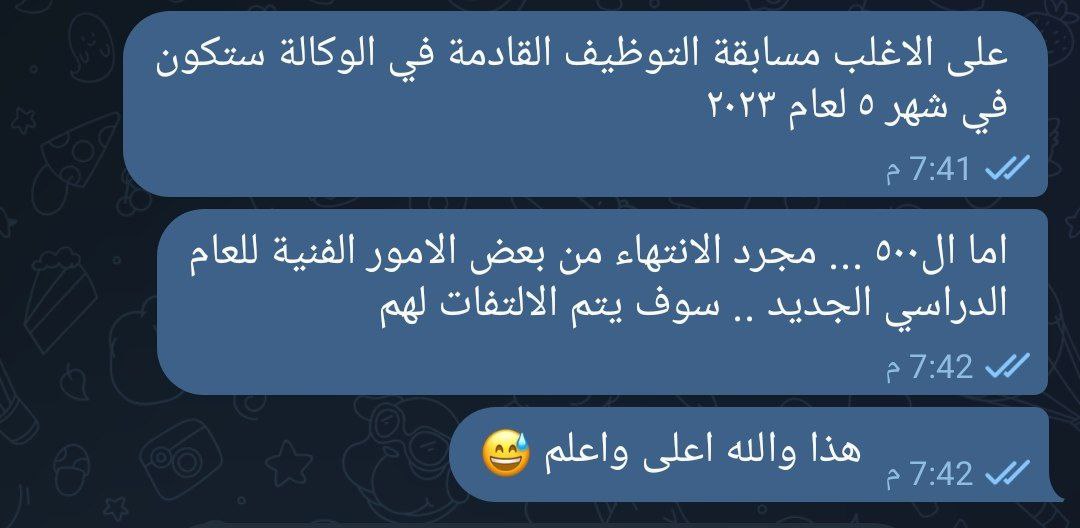 على الاغلب مسابقة التوظيف القادمة في الوكالة ستكون
في شهر ٥ لعام ٢٠٢٣
7:41 م
اما ال٥٠٠ ... مجرد الانتهاء من بعض الامور الفنية للعام
الدراسي الجديد .. سوف يتم الالتفات لهم
7:42 م
هذا والله اعلى واعلم 😅
7:42 م